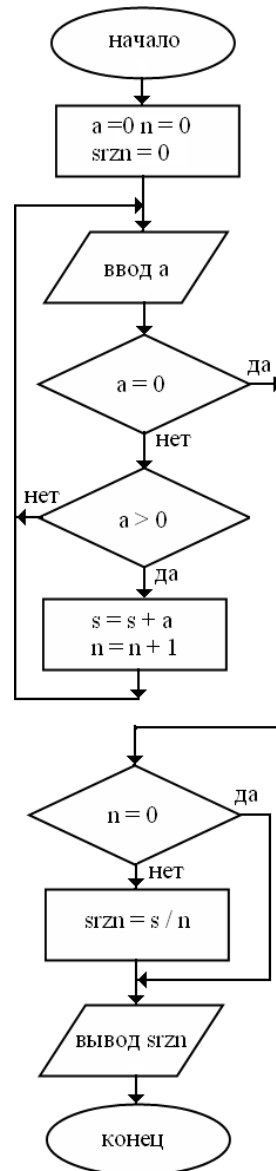 начало
a =0 n = 0
srzn = 0
ввод a
a = 0
да
нет
a > 0
нет
да
s = s + a
n = n + 1
n = 0
да
нет
srzn = s / n
вывод srzn
конец